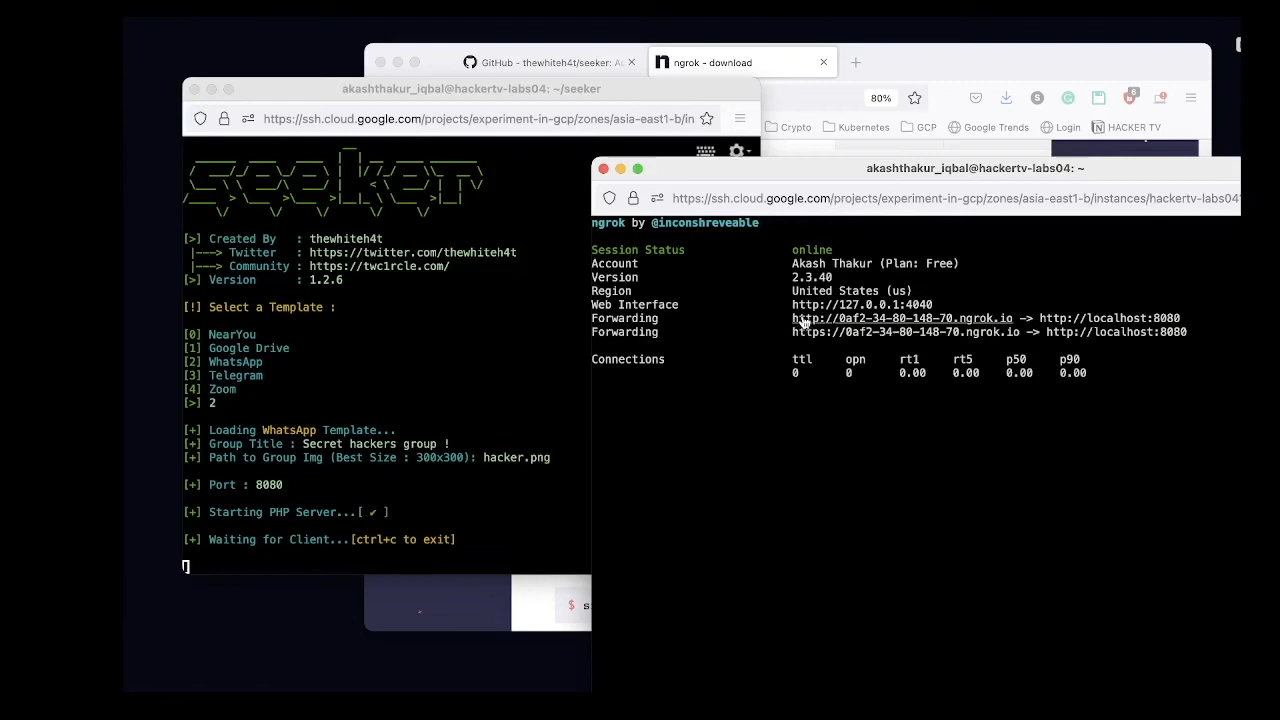 GitHub - thewhiteh4t/seeker: Ac
ngrok - download
akashthakur_iqbal@hackertv-labs04: ~/seeker
80%
6
https://ssh.cloud.google.com/projects/experiment-in-gcp/zones/asia-east1-b/in
Crypto
Kubernetes
GCP
Google Trends
Login
HACKER TV
seeker
[>] Created By : thewhiteh4t
|---> Twitter : https://twitter.com/thewhiteh4t
|---> Community : https://twc1rcle.com/
[>] Version : 1.2.6
[!] Select a Template :
[0] NearYou
[1] Google Drive
[2] WhatsApp
[3] Telegram
[4] Zoom
[>] 2
[+] Loading WhatsApp Template...
[+] Group Title : Secret hackers group !
[+] Path to Group Img (Best Size : 300x300): hacker.png
[+] Port : 8080
[+] Starting PHP Server...[ ✔ ]
[+] Waiting for Client...[ctrl+c to exit]
$
akashthakur_iqbal@hackertv-labs04: ~
https://ssh.cloud.google.com/projects/experiment-in-gcp/zones/asia-east1-b/instances/hackertv-labs04
ngrok by @inconshreveable
Session Status online
Account Akash Thakur (Plan: Free)
Version 2.3.40
Region United States (us)
Web Interface http://127.0.0.1:4040
Forwarding http://0af2-34-80-148-70.ngrok.io -> http://localhost:8080
Forwarding https://0af2-34-80-148-70.ngrok.io -> http://localhost:8080
Connections ttl opn rt1 rt5 p50 p90
0 0 0.00 0.00 0.00 0.00